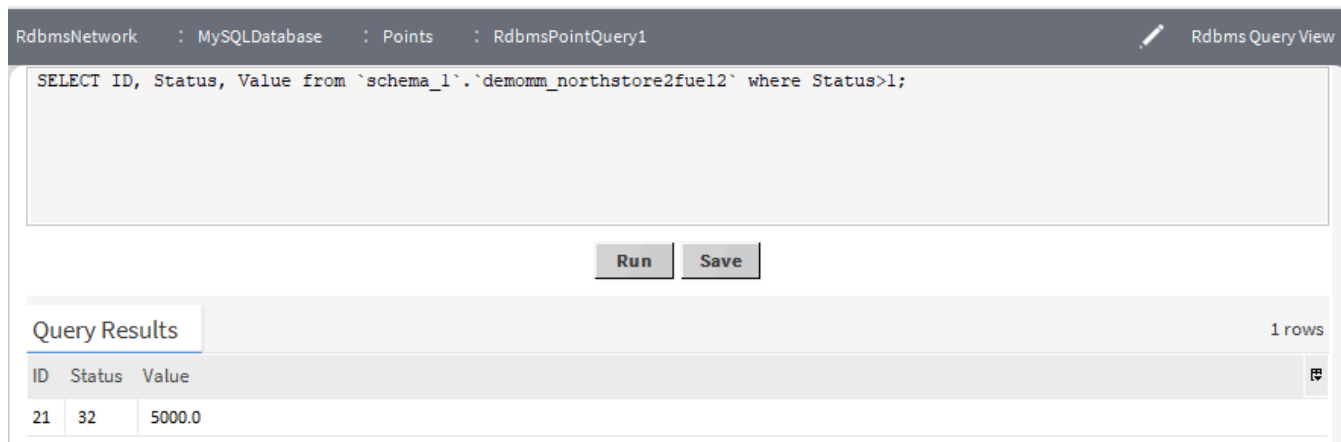 RdbmsNetwork : MySQLDatabase : Points : RdbmsPointQuery1 Rdbms Query View
SELECT ID, Status, Value from `schema_1`.`demomm_northstore2fuel2` where Status>1;
Run Save
Query Results 1 rows
ID Status Value
21 32 5000.0